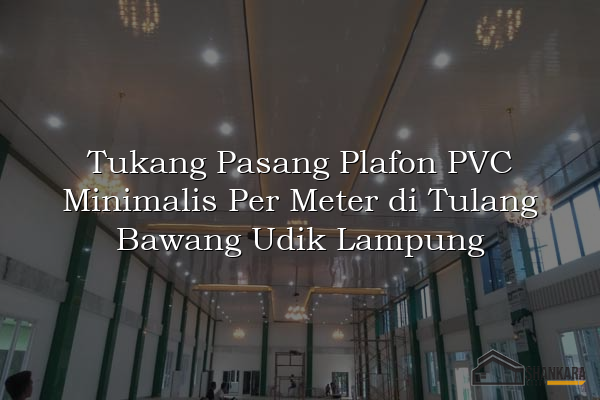 Tukang Pasang Plafon PVC
Minimalis Per Meter di Tulang
Bawang Udik Lampung